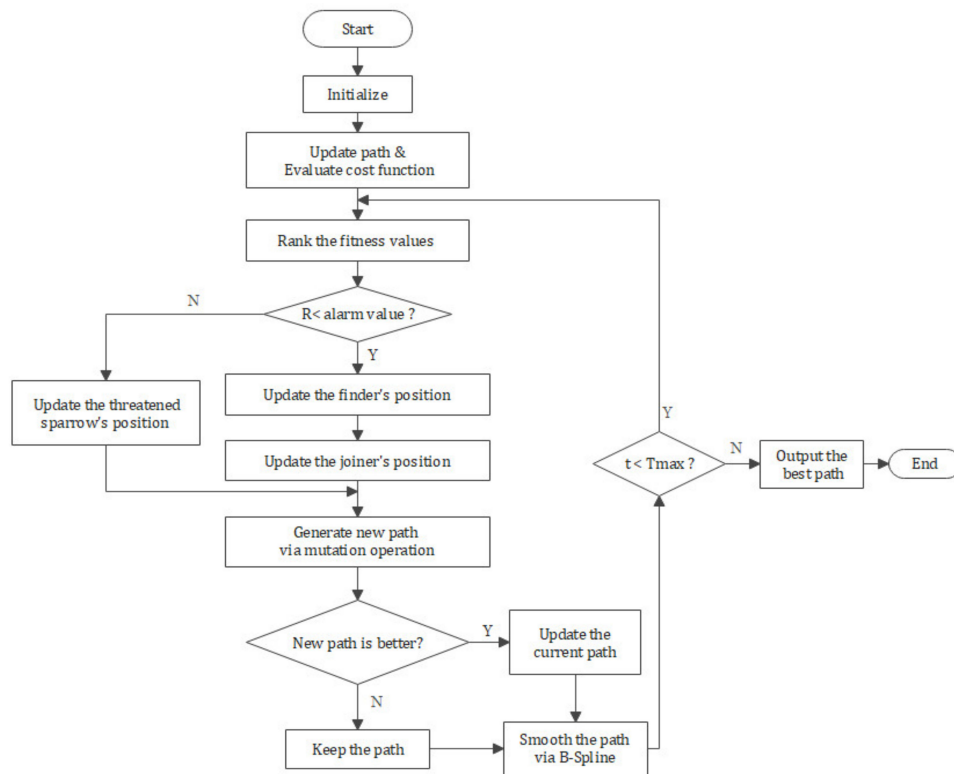 Start
Initialize
Update path &
Evaluate cost function
Rank the fitness values
N
R< alarm value ?
Y
Update the threatened
sparrow's position
Update the finder's position
Update the joiner's position
Generate new path
via mutation operation
New path is better?
Y
Update the
current path
N
Keep the path
Smooth the path
via B-Spline
Y
t < Tmax ?
N
Output the
best path
End